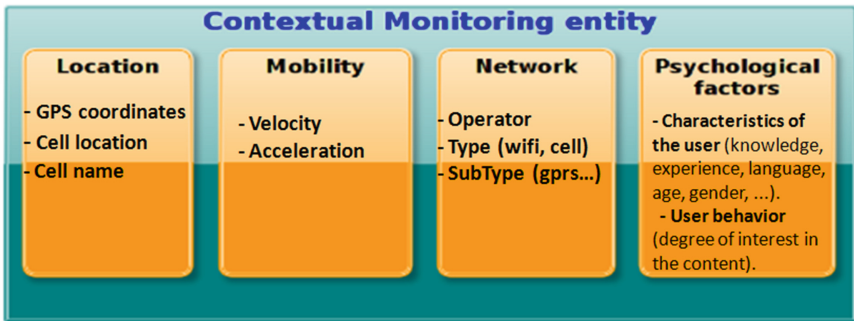 Contextual Monitoring entity
Location
- GPS coordinates
- Cell location
- Cell name
Mobility
- Velocity
- Acceleration
Network
- Operator
- Type (wifi, cell)
- SubType (gprs...)
Psychological
factors
- Characteristics of
the user (knowledge,
experience, language,
age, gender, ...).
- User behavior
(degree of interest in
the content).